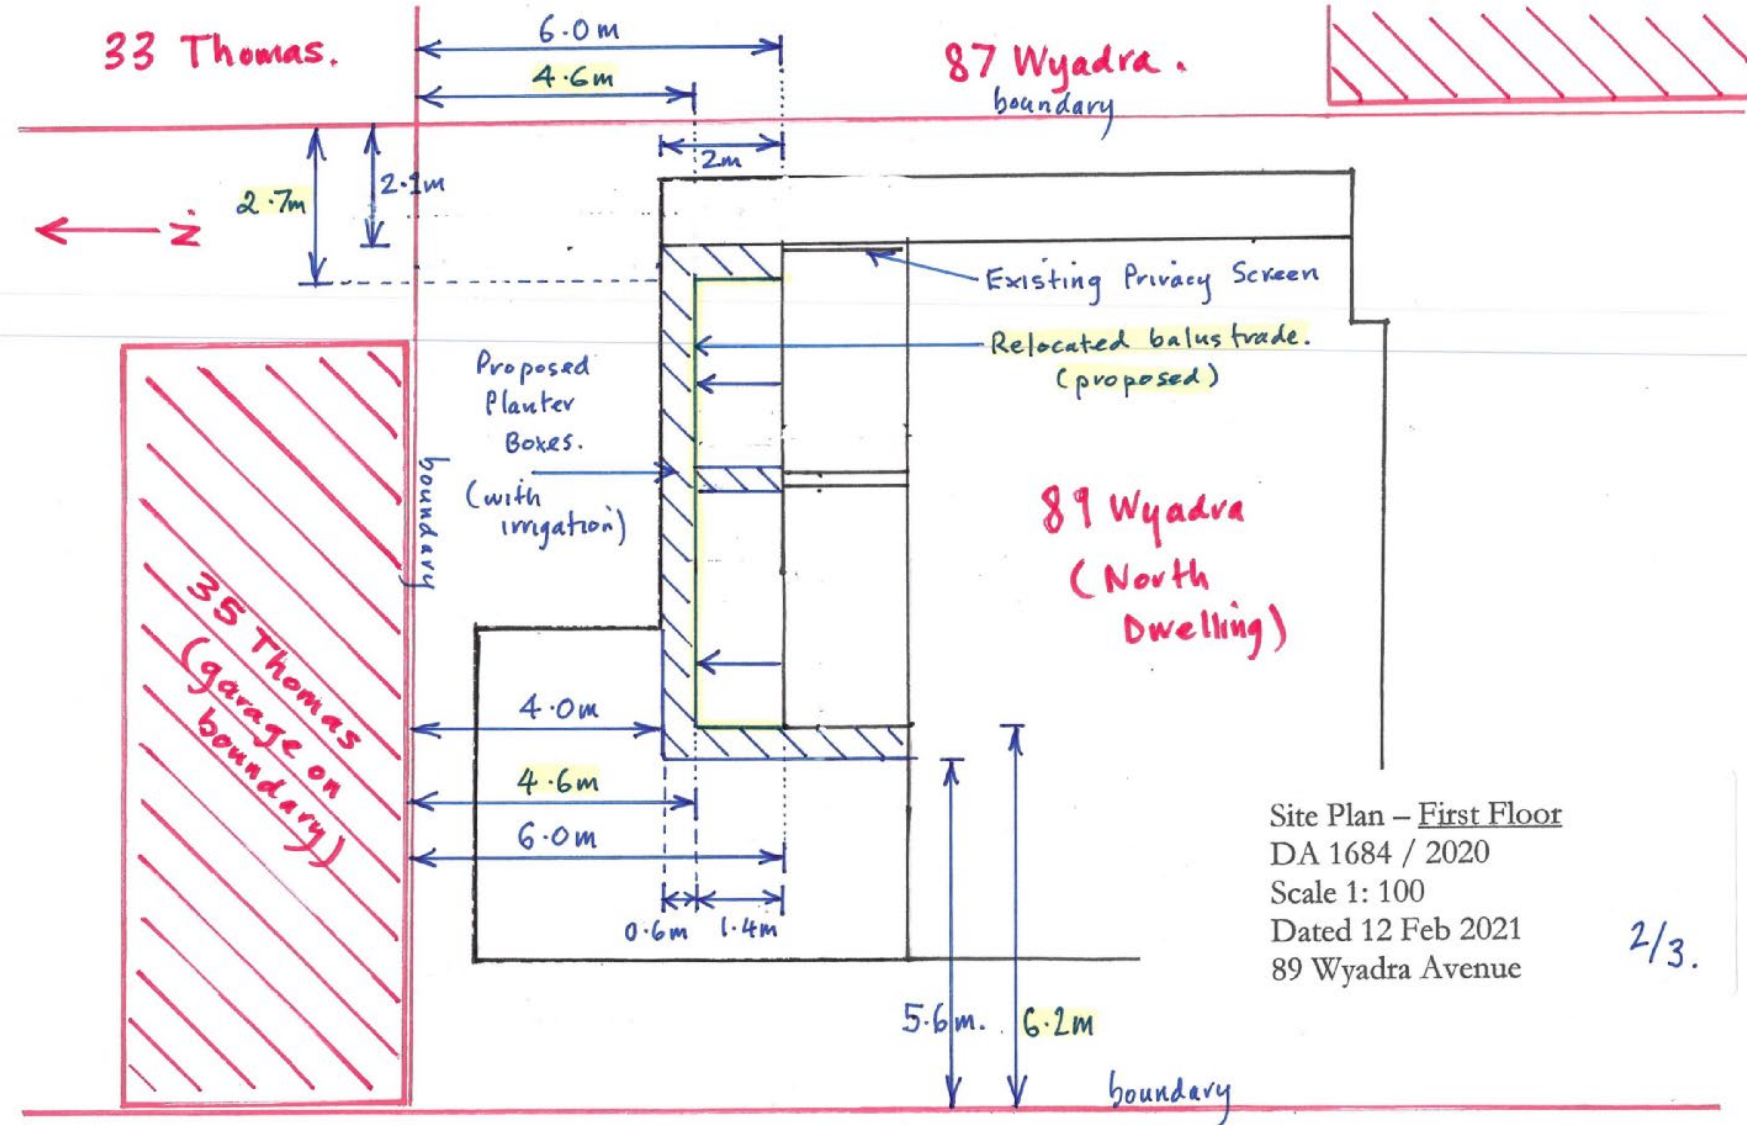 33 Thomas.
6.0m
4.6m
87 Wyadra.
boundary
2m
2.1m
2.7m
N
Existing Privacy Screen
Relocated balustrade.
(proposed)
Proposed
Planter
Boxes.
(with
irrigation)
boundary
89 Wyadra
(North
Dwelling)
35 Thomas
(garage on
boundary)
4.0m
4.6m
6.0m
0.6m
1.4m
Site Plan – First Floor
DA 1684 / 2020
Scale 1: 100
Dated 12 Feb 2021
89 Wyadra Avenue
2/3.
5.6m.
6.2m
boundary